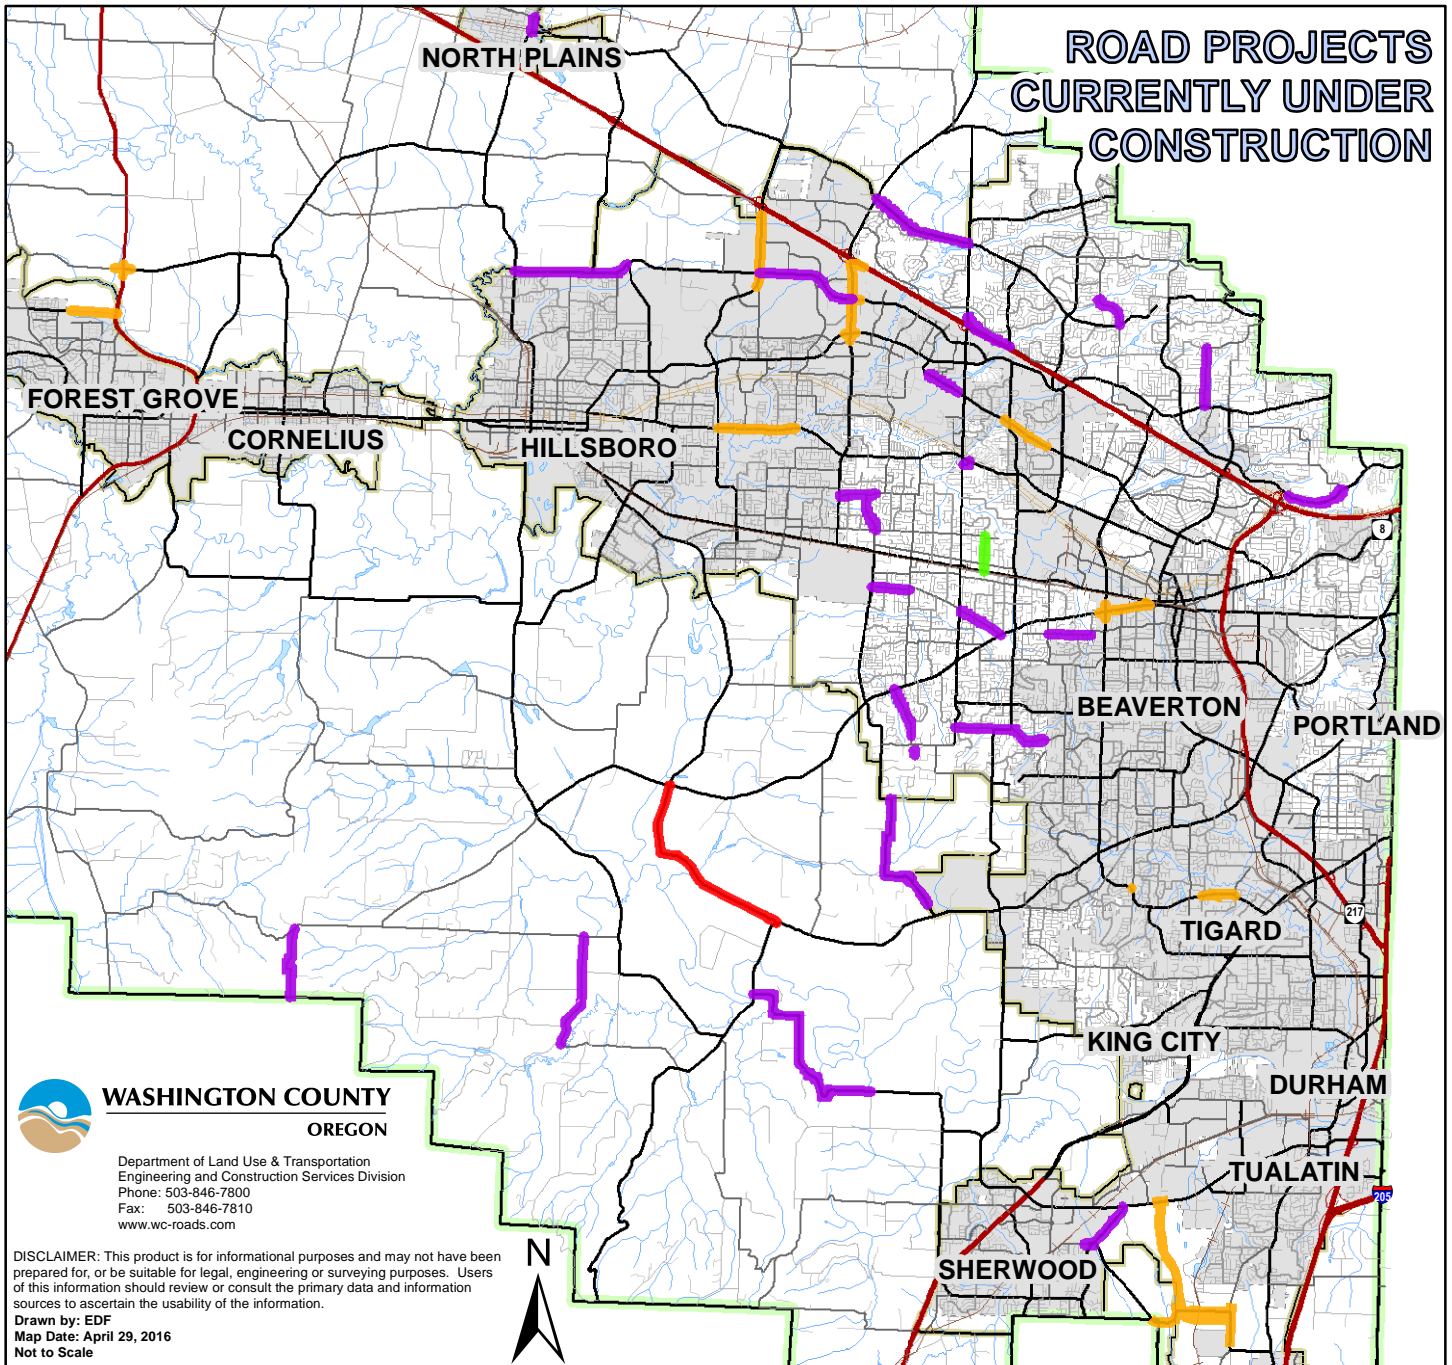 ROAD PROJECTS
CURRENTLY UNDER
CONSTRUCTION
NORTH PLAINS
FOREST GROVE
CORNELIUS
HILLSBORO
8
BEAVERTON
PORTLAND
217
TIGARD
KING CITY
DURHAM
TUALATIN
205
SHERWOOD
WASHINGTON COUNTY
OREGON
Department of Land Use & Transportation
Engineering and Construction Services Division
Phone: 503-846-7800
Fax: 503-846-7810
www.wc-roads.com
DISCLAIMER: This product is for informational purposes and may not have been
prepared for, or be suitable for legal, engineering or surveying purposes. Users
of this information should review or consult the primary data and information
sources to ascertain the usability of the information.
Drawn by: EDF
Map Date: April 29, 2016
Not to Scale
N